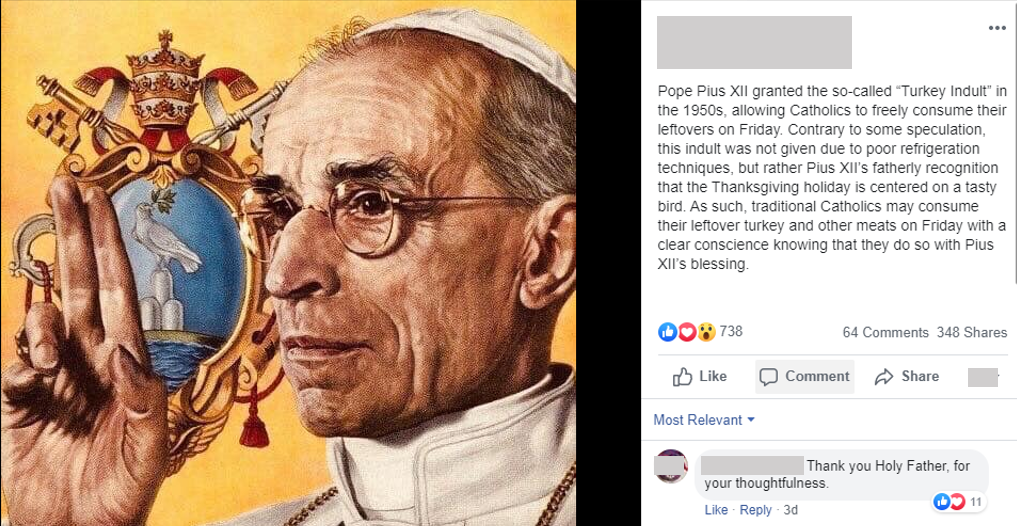 Pope Pius XII granted the so-called “Turkey Indult” in
the 1950s, allowing Catholics to freely consume their
leftovers on Friday. Contrary to some speculation,
this indult was not given due to poor refrigeration
techniques, but rather Pius XII’s fatherly recognition
that the Thanksgiving holiday is centered on a tasty
bird. As such, traditional Catholics may consume
their leftover turkey and other meats on Friday with a
clear conscience knowing that they do so with Pius
XII’s blessing.
738
64 Comments 348 Shares
Like Comment Share
Most Relevant
Thank you Holy Father, for
your thoughtfulness.
11
Like · Reply · 3d